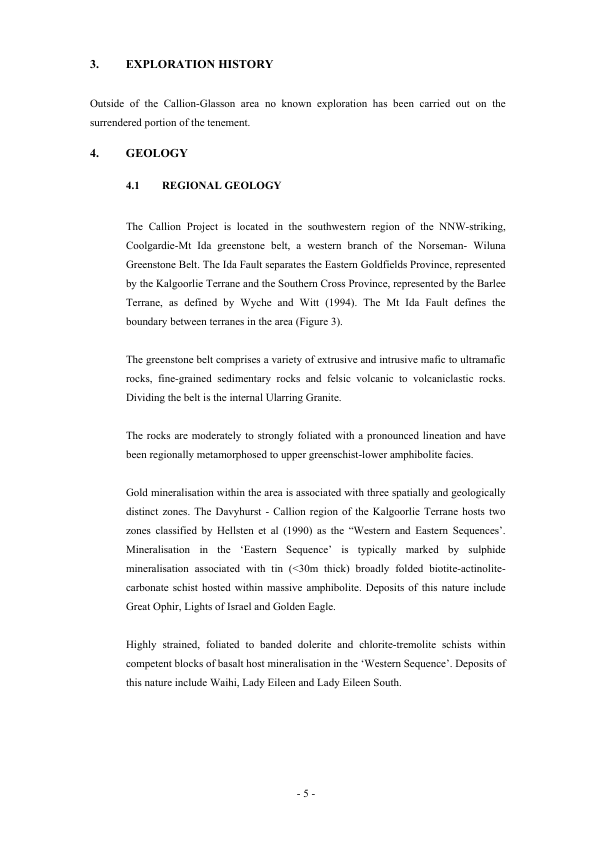 3. EXPLORATION HISTORY
Outside of the Callion-Glasson area no known exploration has been carried out on the
surrendered portion of the tenement.
4. GEOLOGY
4.1 REGIONAL GEOLOGY
The Callion Project is located in the southwestern region of the NNW-striking,
Coolgardie-Mt Ida greenstone belt, a western branch of the Norseman- Wiluna
Greenstone Belt. The Ida Fault separates the Eastern Goldfields Province, represented
by the Kalgoorlie Terrane and the Southern Cross Province, represented by the Barlee
Terrane, as defined by Wyche and Witt (1994). The Mt Ida Fault defines the
boundary between terranes in the area (Figure 3).
The greenstone belt comprises a variety of extrusive and intrusive mafic to ultramafic
rocks, fine-grained sedimentary rocks and felsic volcanic to volcaniclastic rocks.
Dividing the belt is the internal Ularring Granite.
The rocks are moderately to strongly foliated with a pronounced lineation and have
been regionally metamorphosed to upper greenschist-lower amphibolite facies.
Gold mineralisation within the area is associated with three spatially and geologically
distinct zones. The Davyhurst - Callion region of the Kalgoorlie Terrane hosts two
zones classified by Hellsten et al (1990) as the “Western and Eastern Sequences’.
Mineralisation in the ‘Eastern Sequence’ is typically marked by sulphide
mineralisation associated with tin (<30m thick) broadly folded biotite-actinolite-
carbonate schist hosted within massive amphibolite. Deposits of this nature include
Great Ophir, Lights of Israel and Golden Eagle.
Highly strained, foliated to banded dolerite and chlorite-tremolite schists within
competent blocks of basalt host mineralisation in the ‘Western Sequence’. Deposits of
this nature include Waihi, Lady Eileen and Lady Eileen South.
- 5 -